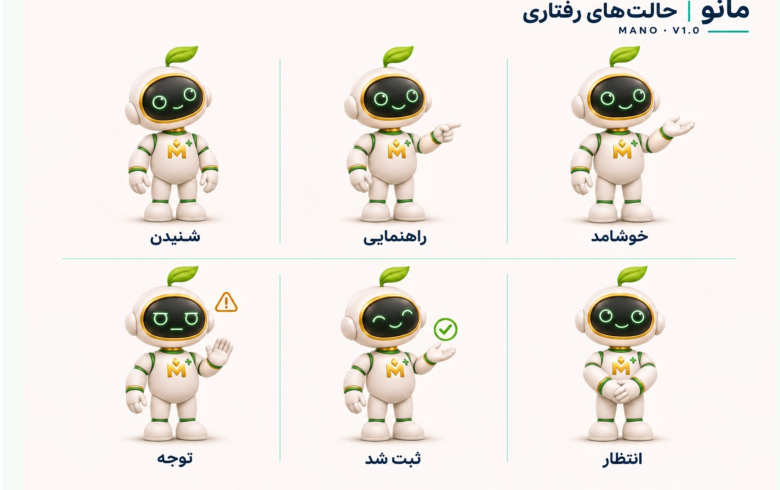 مانو | حالت‌های رفتاری
MANO · V1.0
خوشامد
راهنمایی
شنیدن
انتظار
ثبت شد
توجه